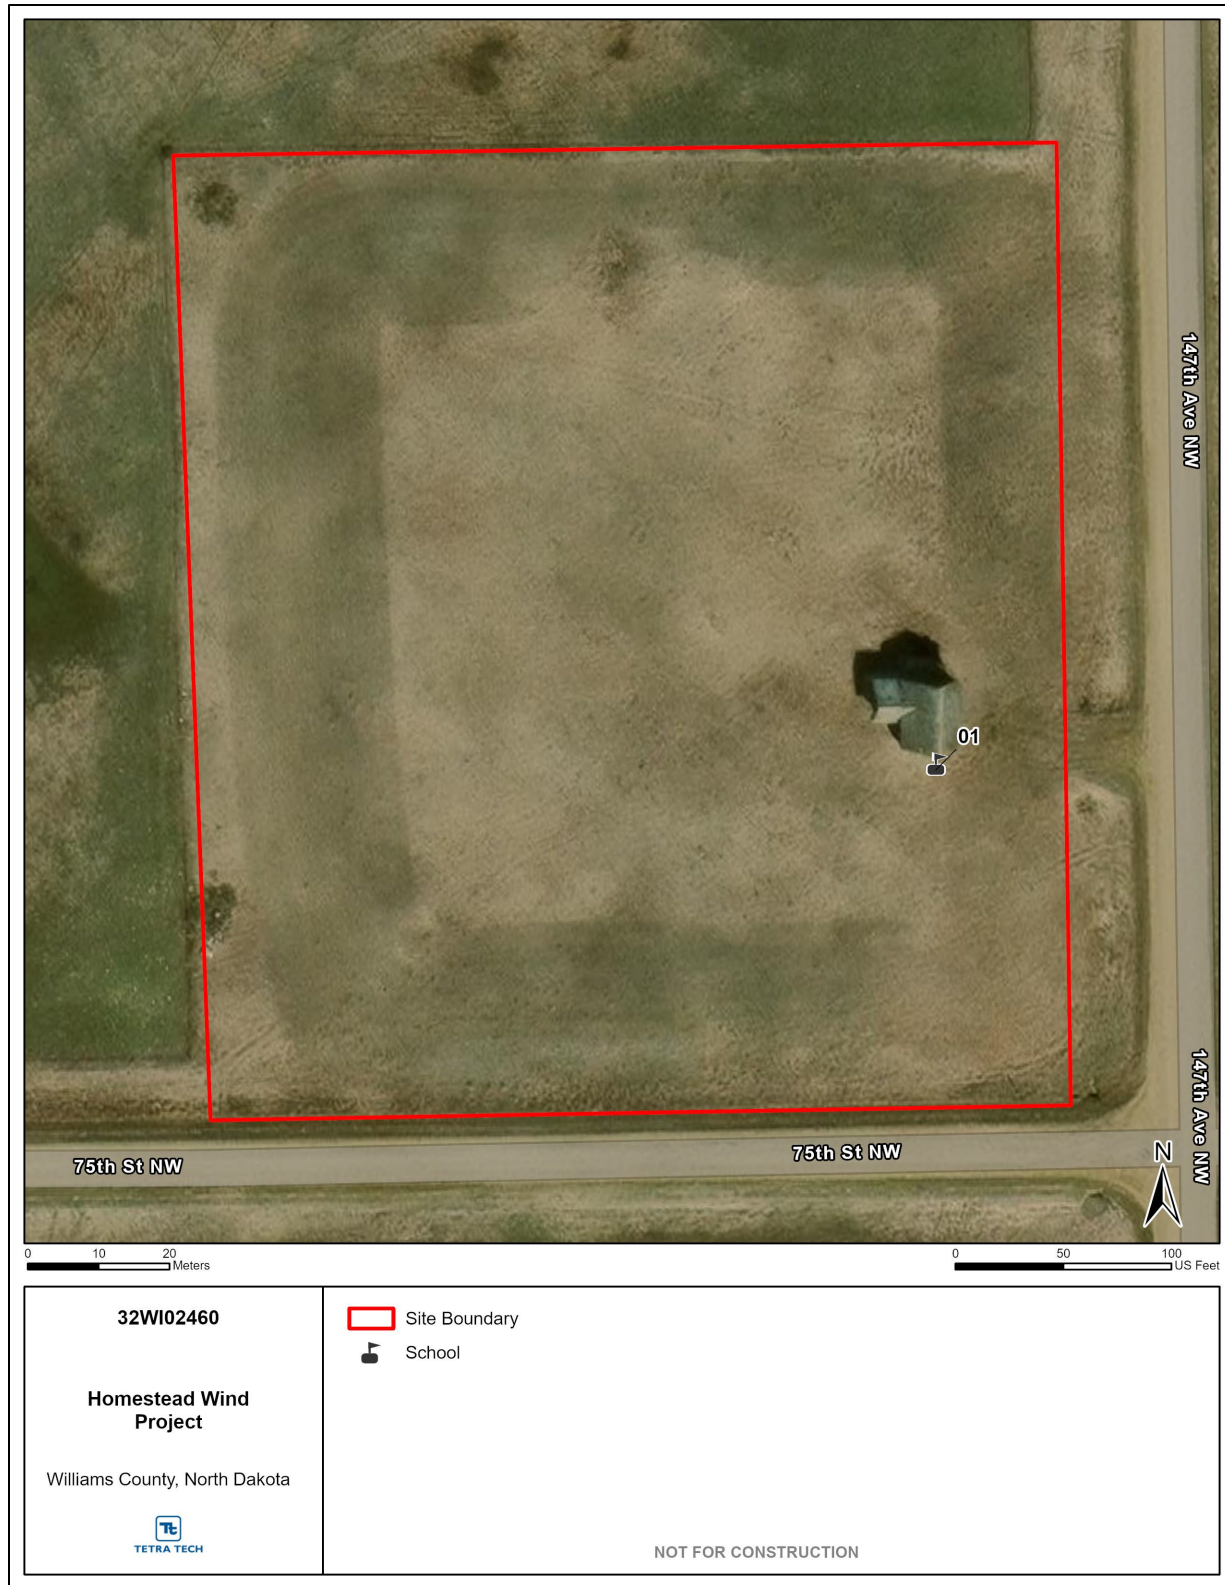 147th Ave NW
01
147th Ave NW
75th St NW
75th St NW
N
0 10 20
Meters
0 50 100
US Feet
32WI02460
Homestead Wind
Project
Williams County, North Dakota
Tt
TETRA TECH
Site Boundary
School
NOT FOR CONSTRUCTION